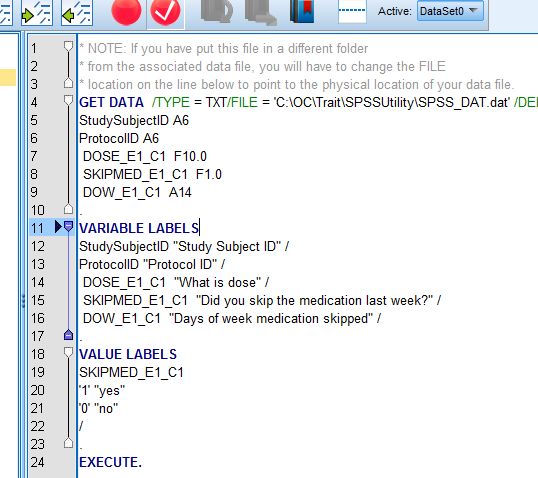 Active: DataSet0
1 * NOTE: If you have put this file in a different folder
2 * from the associated data file, you will have to change the FILE
3 * location on the line below to point to the physical location of your data file.
4 GET DATA /TYPE = TXT/FILE = 'C:\OC\Trait\SPSSUtility\SPSS_DAT.dat' /DEL
5 StudySubjectID A6
6 ProtocolID A6
7 DOSE_E1_C1 F10.0
8 SKIPMED_E1_C1 F1.0
9 DOW_E1_C1 A14
10 .
11 VARIABLE LABELS
12 StudySubjectID "Study Subject ID" /
13 ProtocolID "Protocol ID" /
14 DOSE_E1_C1 "What is dose" /
15 SKIPMED_E1_C1 "Did you skip the medication last week?" /
16 DOW_E1_C1 "Days of week medication skipped" /
17 .
18 VALUE LABELS
19 SKIPMED_E1_C1
20 '1' "yes"
21 '0' "no"
22 /
23 .
24 EXECUTE.